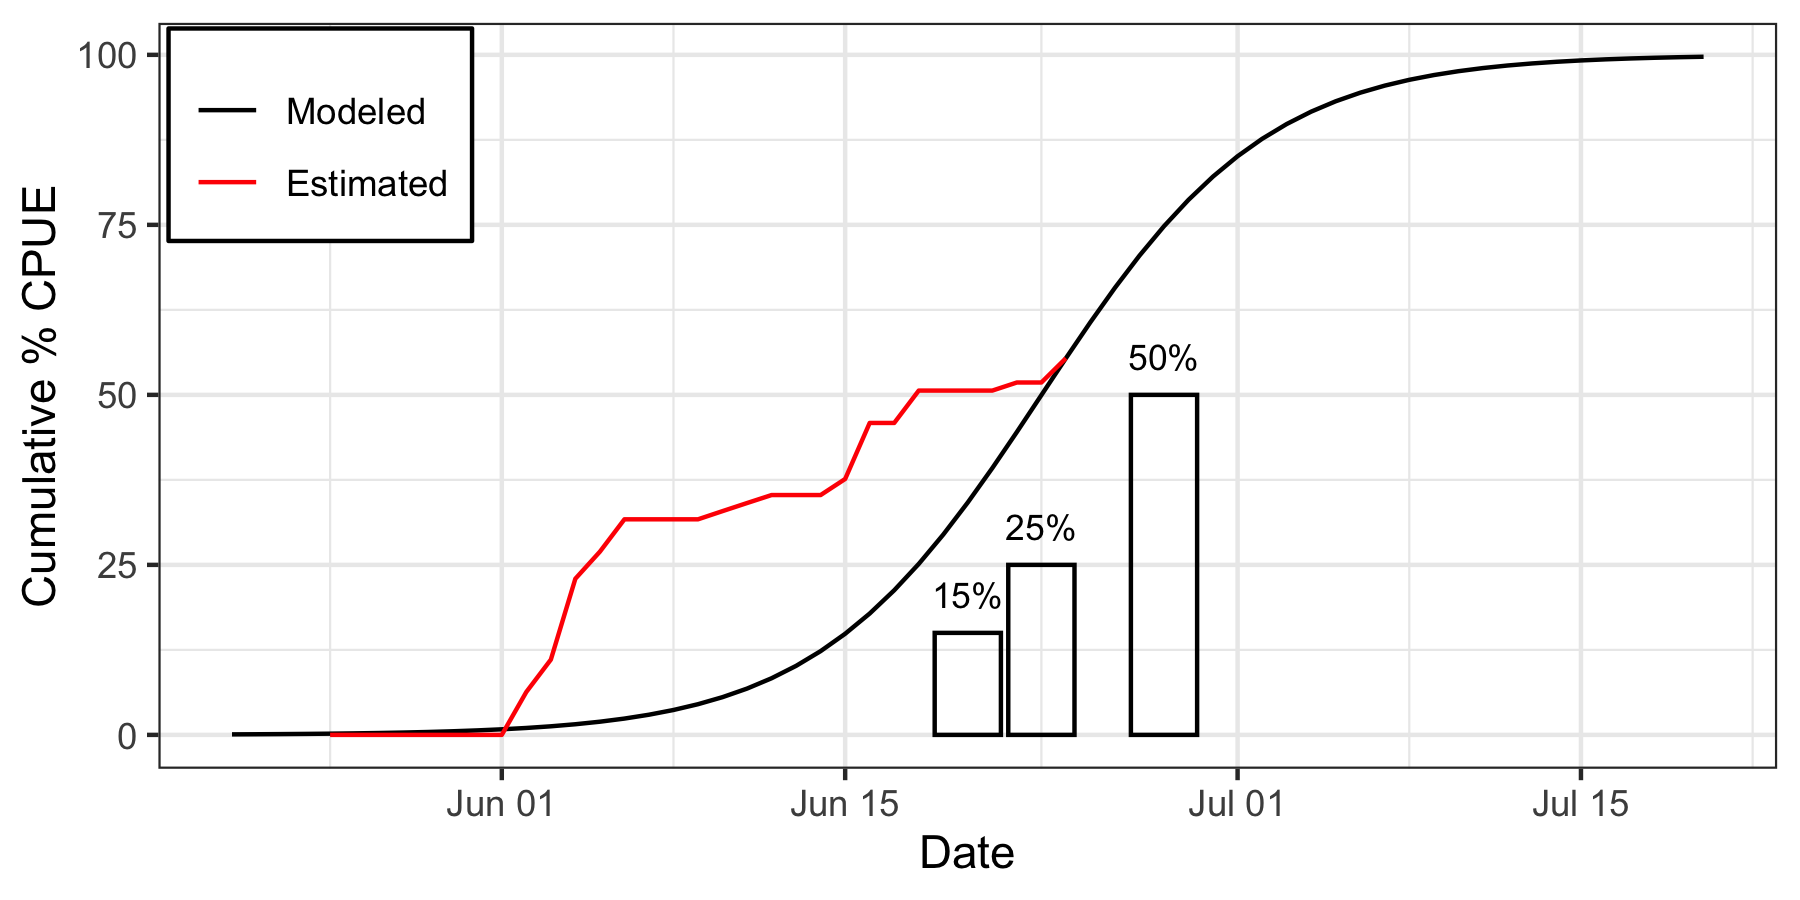 Cumulative % CPUE
100
75
50
25
0
Modeled
Estimated
15%
25%
50%
Jun 01
Jun 15
Jul 01
Jul 15
Date